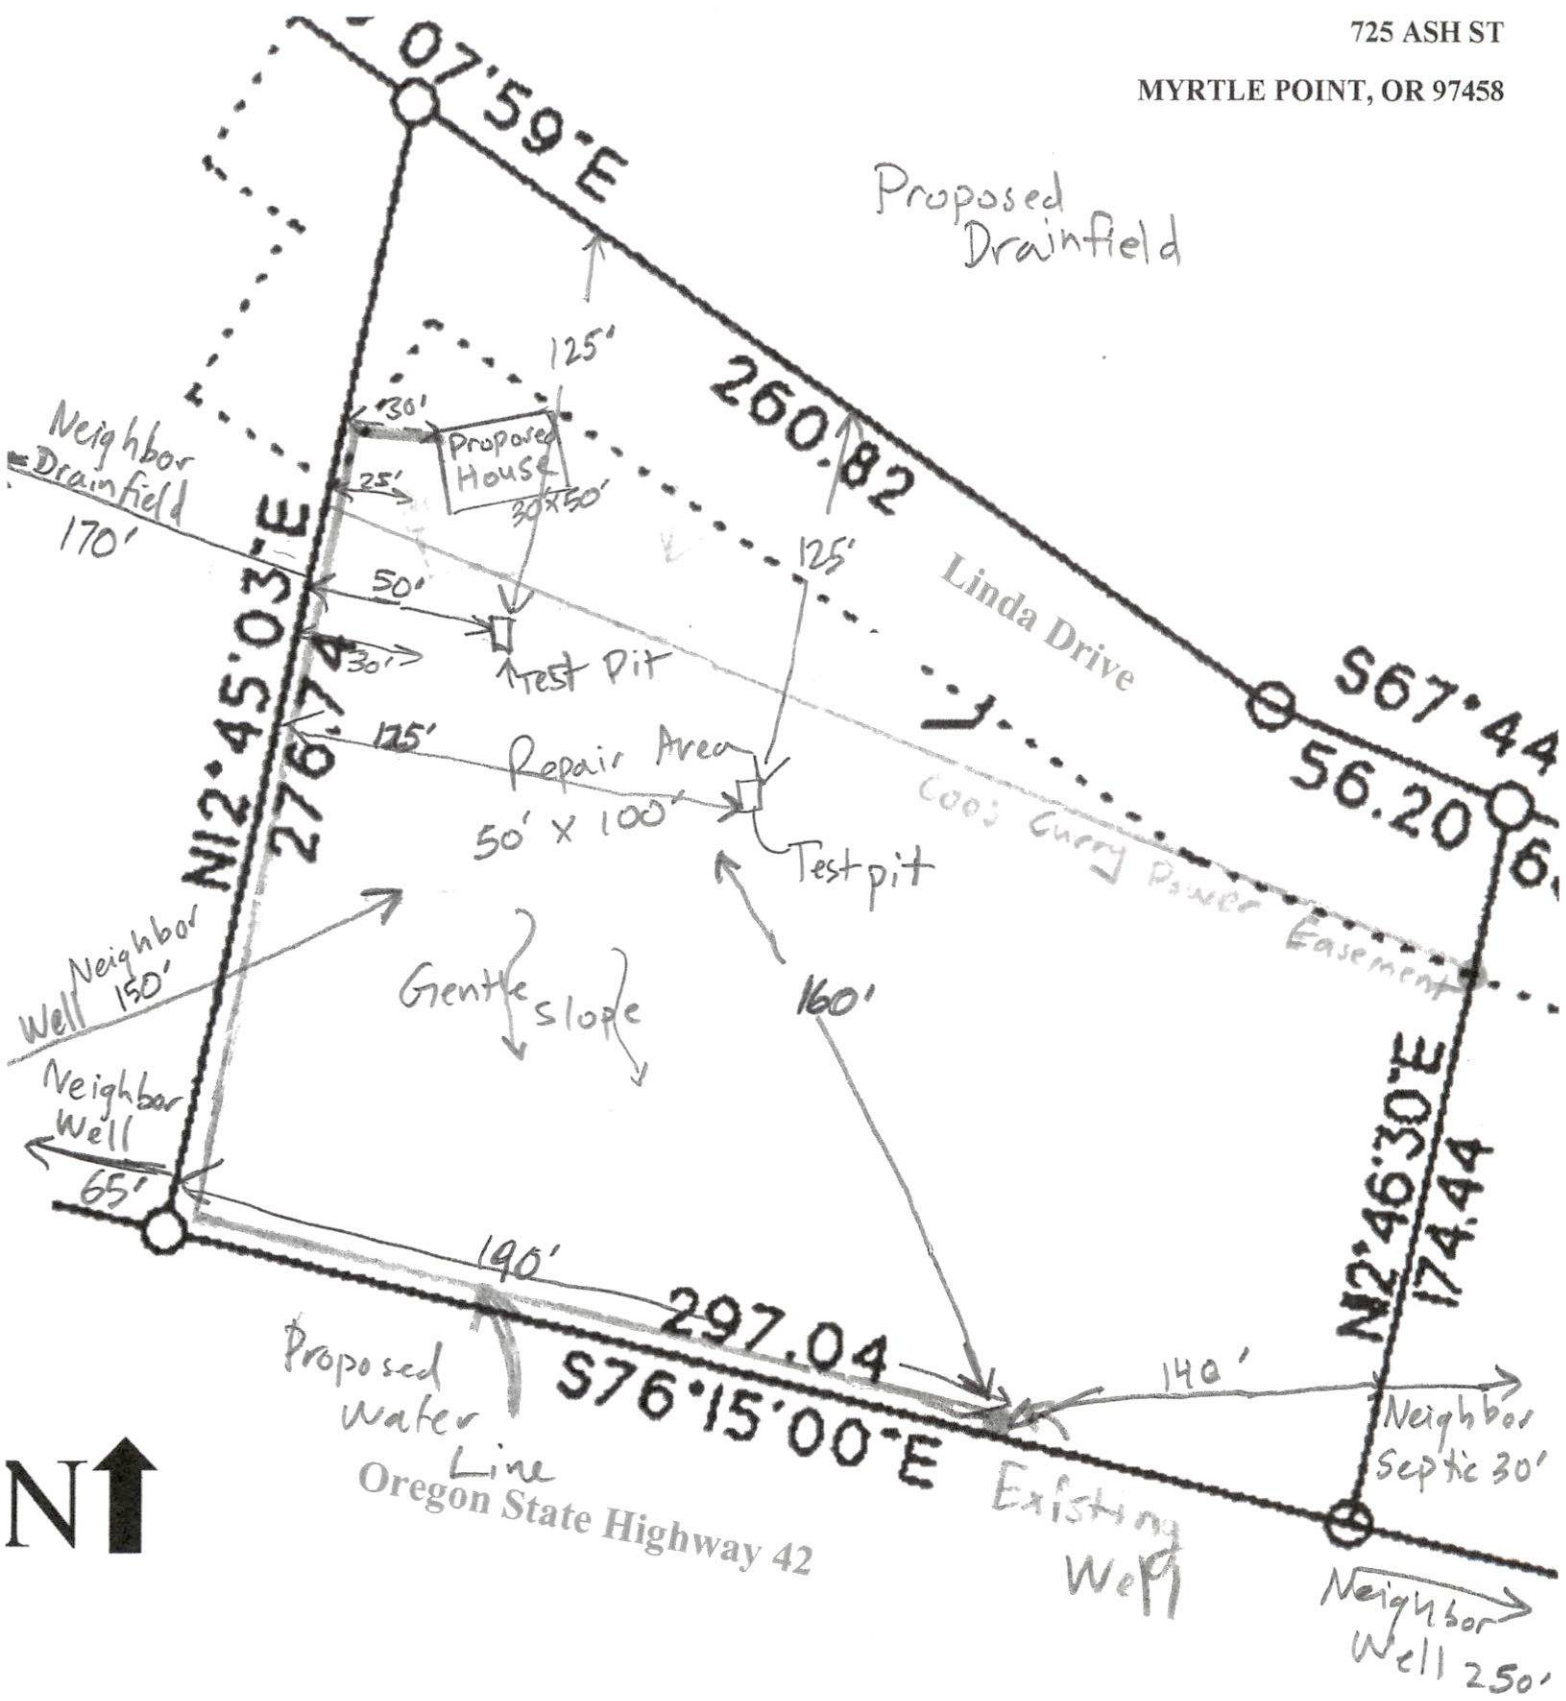 725 ASH ST
MYRTLE POINT, OR 97458
07'59"E
Proposed
Drainfield
125'
260.82
30'
Proposed
House
30'x50'
25'
Neighbor
Drainfield
170'
50'
Test Pit
30'
125'
Linda Drive
S67°44
56.20
N12°45'03"E
276.74
125'
Repair Area
50' x 100'
Test pit
Coos Curry Power Easement
Neighbor
Well 150'
Gentle slope
160'
Neighbor
Well
65'
N2°46'30"E
174.44
190'
297.04
S76°15'00"E
140'
Neighbor
Septic 30'
Proposed
Water
Line
Oregon State Highway 42
Existing
Well
N
Neighbor
Well 250'